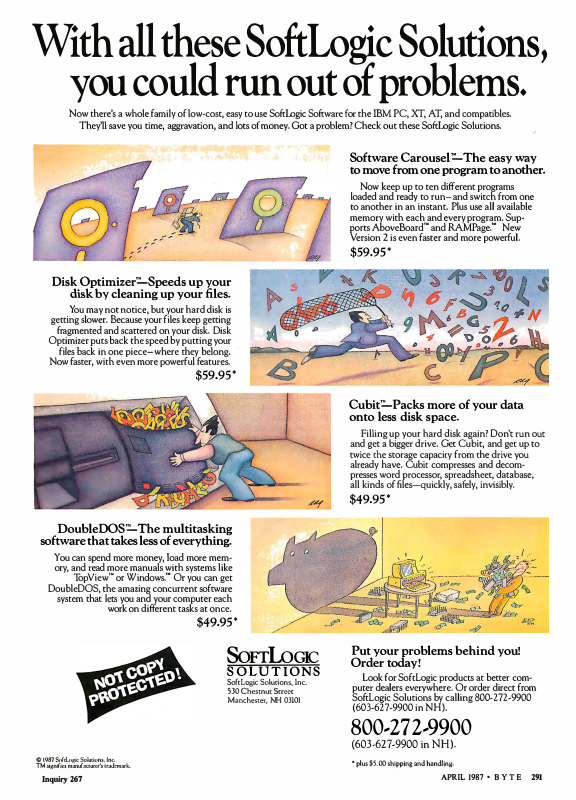 With all these SoftLogic Solutions,
you could run out of problems.
Now there's a whole family of low-cost, easy to use SoftLogic Software for the IBM PC, XT, AT, and compatibles.
They'll save you time, aggravation, and lots of money. Got a problem? Check out these SoftLogic Solutions.
Software Carousel™—The easy way
to move from one program to another.
Now keep up to ten different programs
loaded and ready to run—and switch from one
to another in an instant. Plus use all available
memory with each and every program. Sup-
ports AboveBoard™ and RAMPage.™ New
Version 2 is even faster and more powerful.
$59.95*
Disk Optimizer™—Speeds up your
disk by cleaning up your files.
You may not notice, but your hard disk is
getting slower. Because your files keep getting
fragmented and scattered on your disk. Disk
Optimizer puts back the speed by putting your
files back in one piece—where they belong.
Now faster, with even more powerful features.
$59.95*
Cubit™—Packs more of your data
onto less disk space.
Filling up your hard disk again? Don't run out
and get a bigger drive. Get Cubit, and get up to
twice the storage capacity from the drive you
already have. Cubit compresses and decom-
presses word processor, spreadsheet, database,
all kinds of files—quickly, safely, invisibly.
$49.95*
DoubleDOS™—The multitasking
software that takes less of everything.
You can spend more money, load more mem-
ory, and read more manuals with systems like
TopView™ or Windows.™ Or you can get
DoubleDOS, the amazing concurrent software
system that lets you and your computer each
work on different tasks at once.
$49.95*
NOT COPY
PROTECTED!
SOFTLOGIC
SOLUTIONS
SoftLogic Solutions, Inc.
530 Chestnut Street
Manchester, NH 03101
Put your problems behind you!
Order today!
Look for SoftLogic products at better com-
puter dealers everywhere. Or order direct from
SoftLogic Solutions by calling 800-272-9900
(603-627-9900 in NH).
800-272-9900
(603-627-9900 in NH).
© 1987 SoftLogic Solutions, Inc.
TM signifies manufacturer's trademark.
* plus $5.00 shipping and handling.
Inquiry 267
APRIL 1987 • BYTE 291